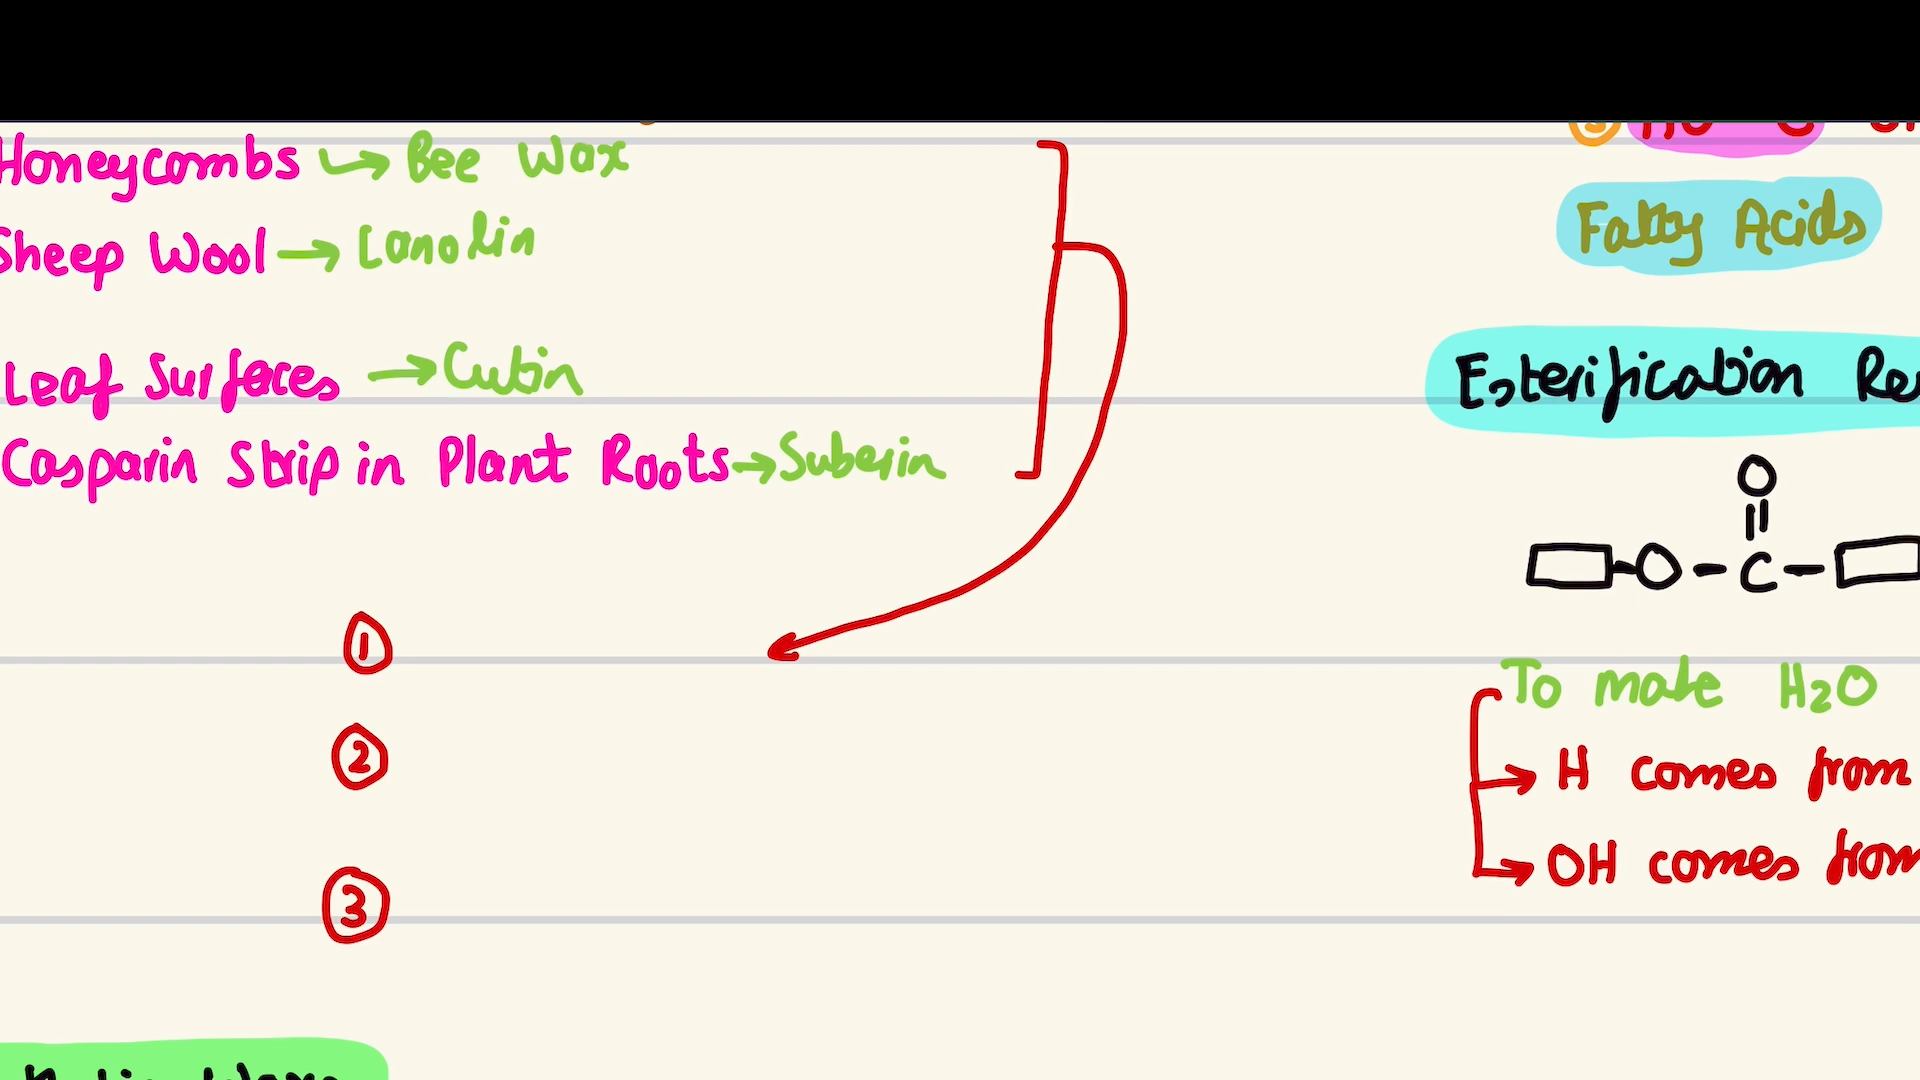 Honeycombs → Bee Wax
Sheep Wool → Lanolin
Leaf Surfaces → Cutin
Casparin Strip in Plant Roots → Suberin
①
②
③
Fatty Acids
Esterification
O
O - C -
To make H₂O
→ H comes from
→ OH comes from